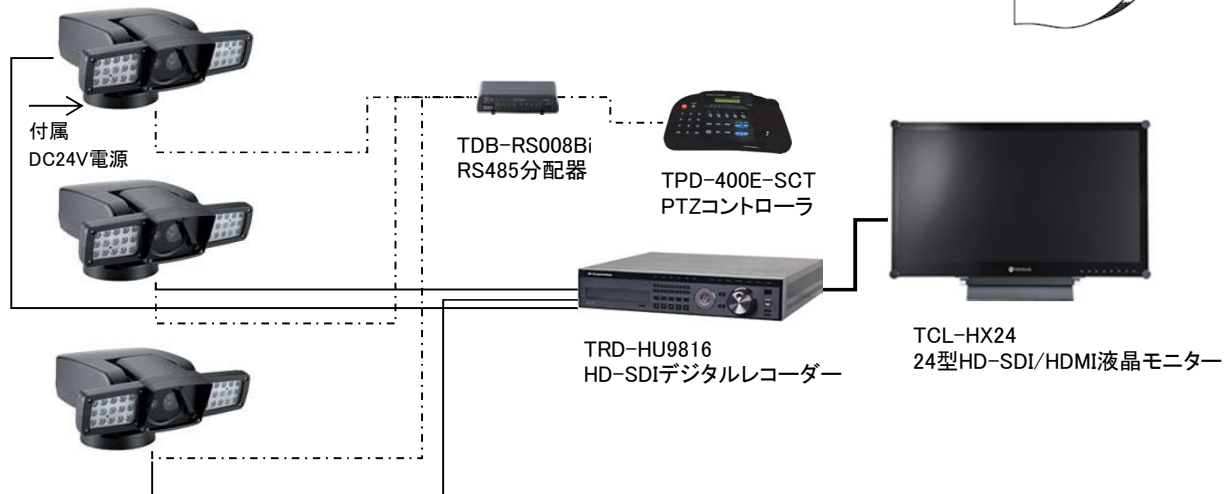 付属
DC24V電源
TDB-RS008Bi
RS485分配器
TPD-400E-SCT
PTZコントローラ
TRD-HU9816
HD-SDIデジタルレコーダー
TCL-HX24
24型HD-SDI/HDMI液晶モニター